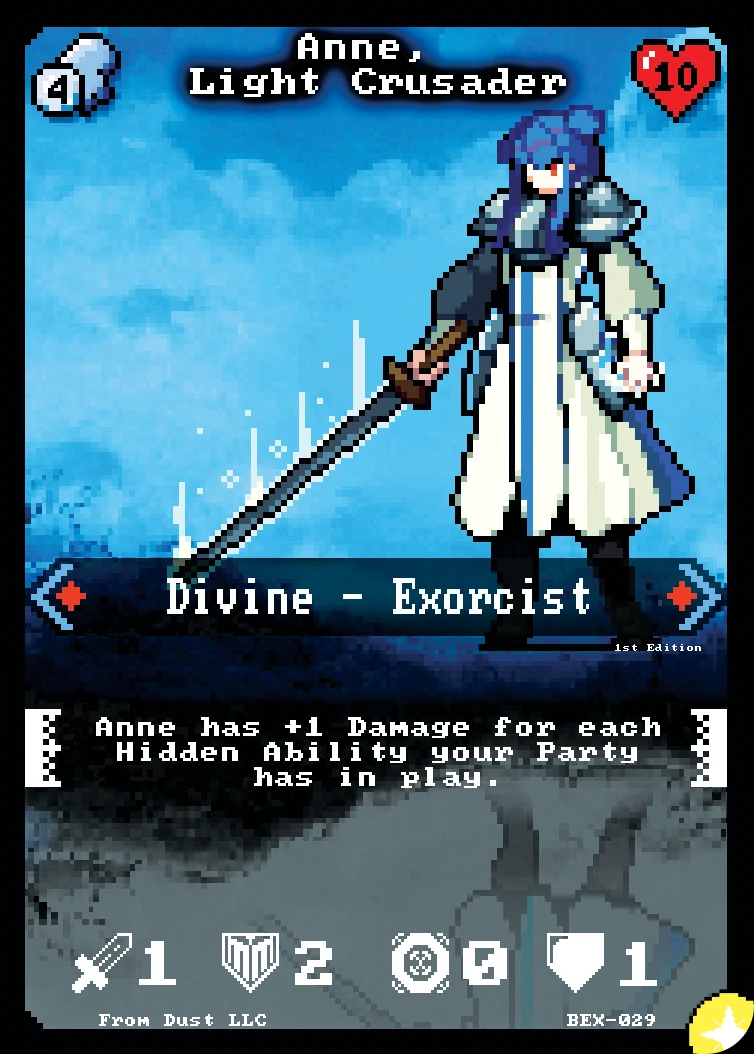 4
Anne,
Light Crusader
10
Divine - Exorcist
1st Edition
Anne has +1 Damage for each
Hidden Ability your Party
has in play.
1 2 0 1
From Dust LLC
BEX-029